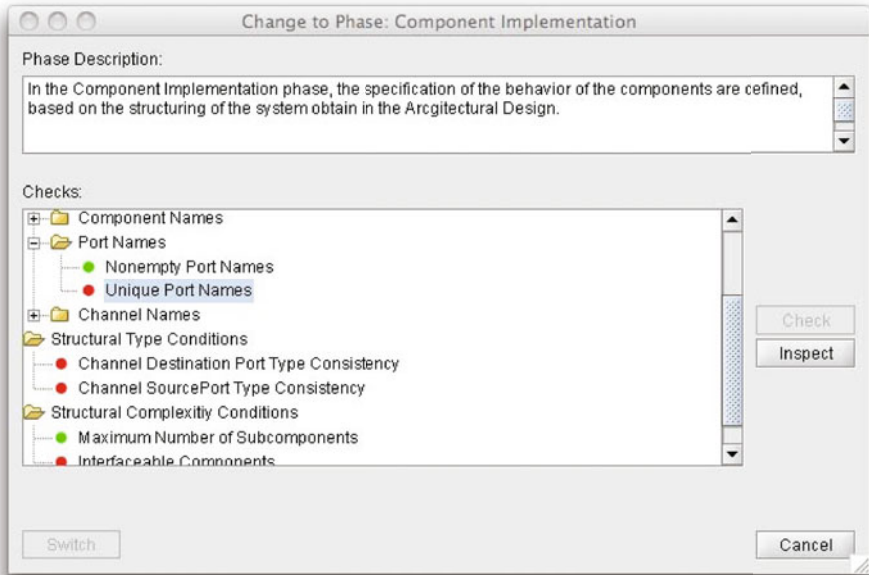 Change to Phase: Component Implementation
Phase Description:
In the Component Implementation phase, the specification of the behavior of the components are cefined,
based on the structuring of the system obtain in the Arcgitectural Design.
Checks:
Component Names
Port Names
Nonempty Port Names
Unique Port Names
Channel Names
Structural Type Conditions
Channel Destination Port Type Consistency
Channel SourcePort Type Consistency
Structural Complexitiy Conditions
Maximum Number of Subcomponents
Interfaceable Components
Check
Inspect
Switch
Cancel